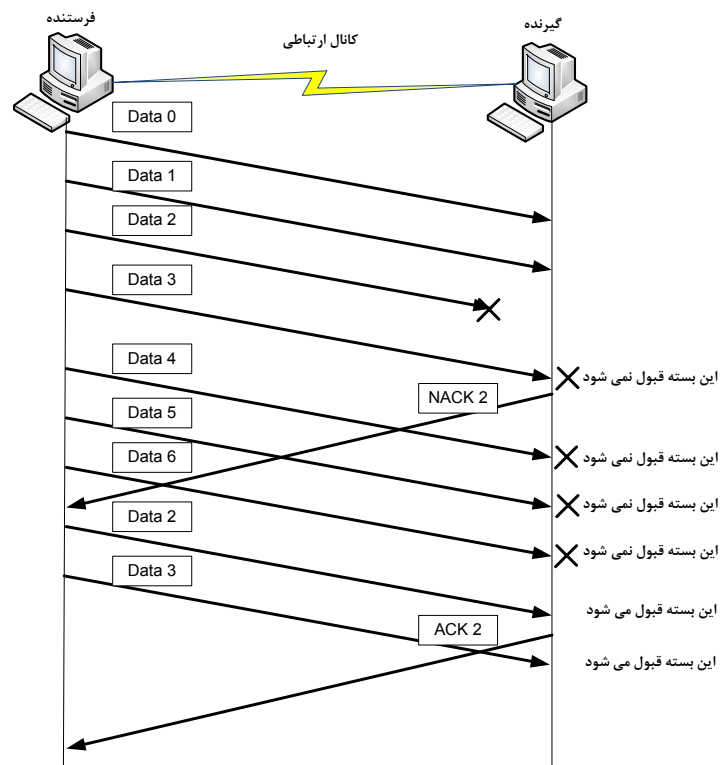 فرستنده
گیرنده
کانال ارتباطی
Data 0
Data 1
Data 2
Data 3
این بسته قبول نمی شود
Data 4
NACK 2
Data 5
این بسته قبول نمی شود
Data 6
این بسته قبول نمی شود
Data 2
این بسته قبول نمی شود
Data 3
این بسته قبول می شود
ACK 2
این بسته قبول می شود